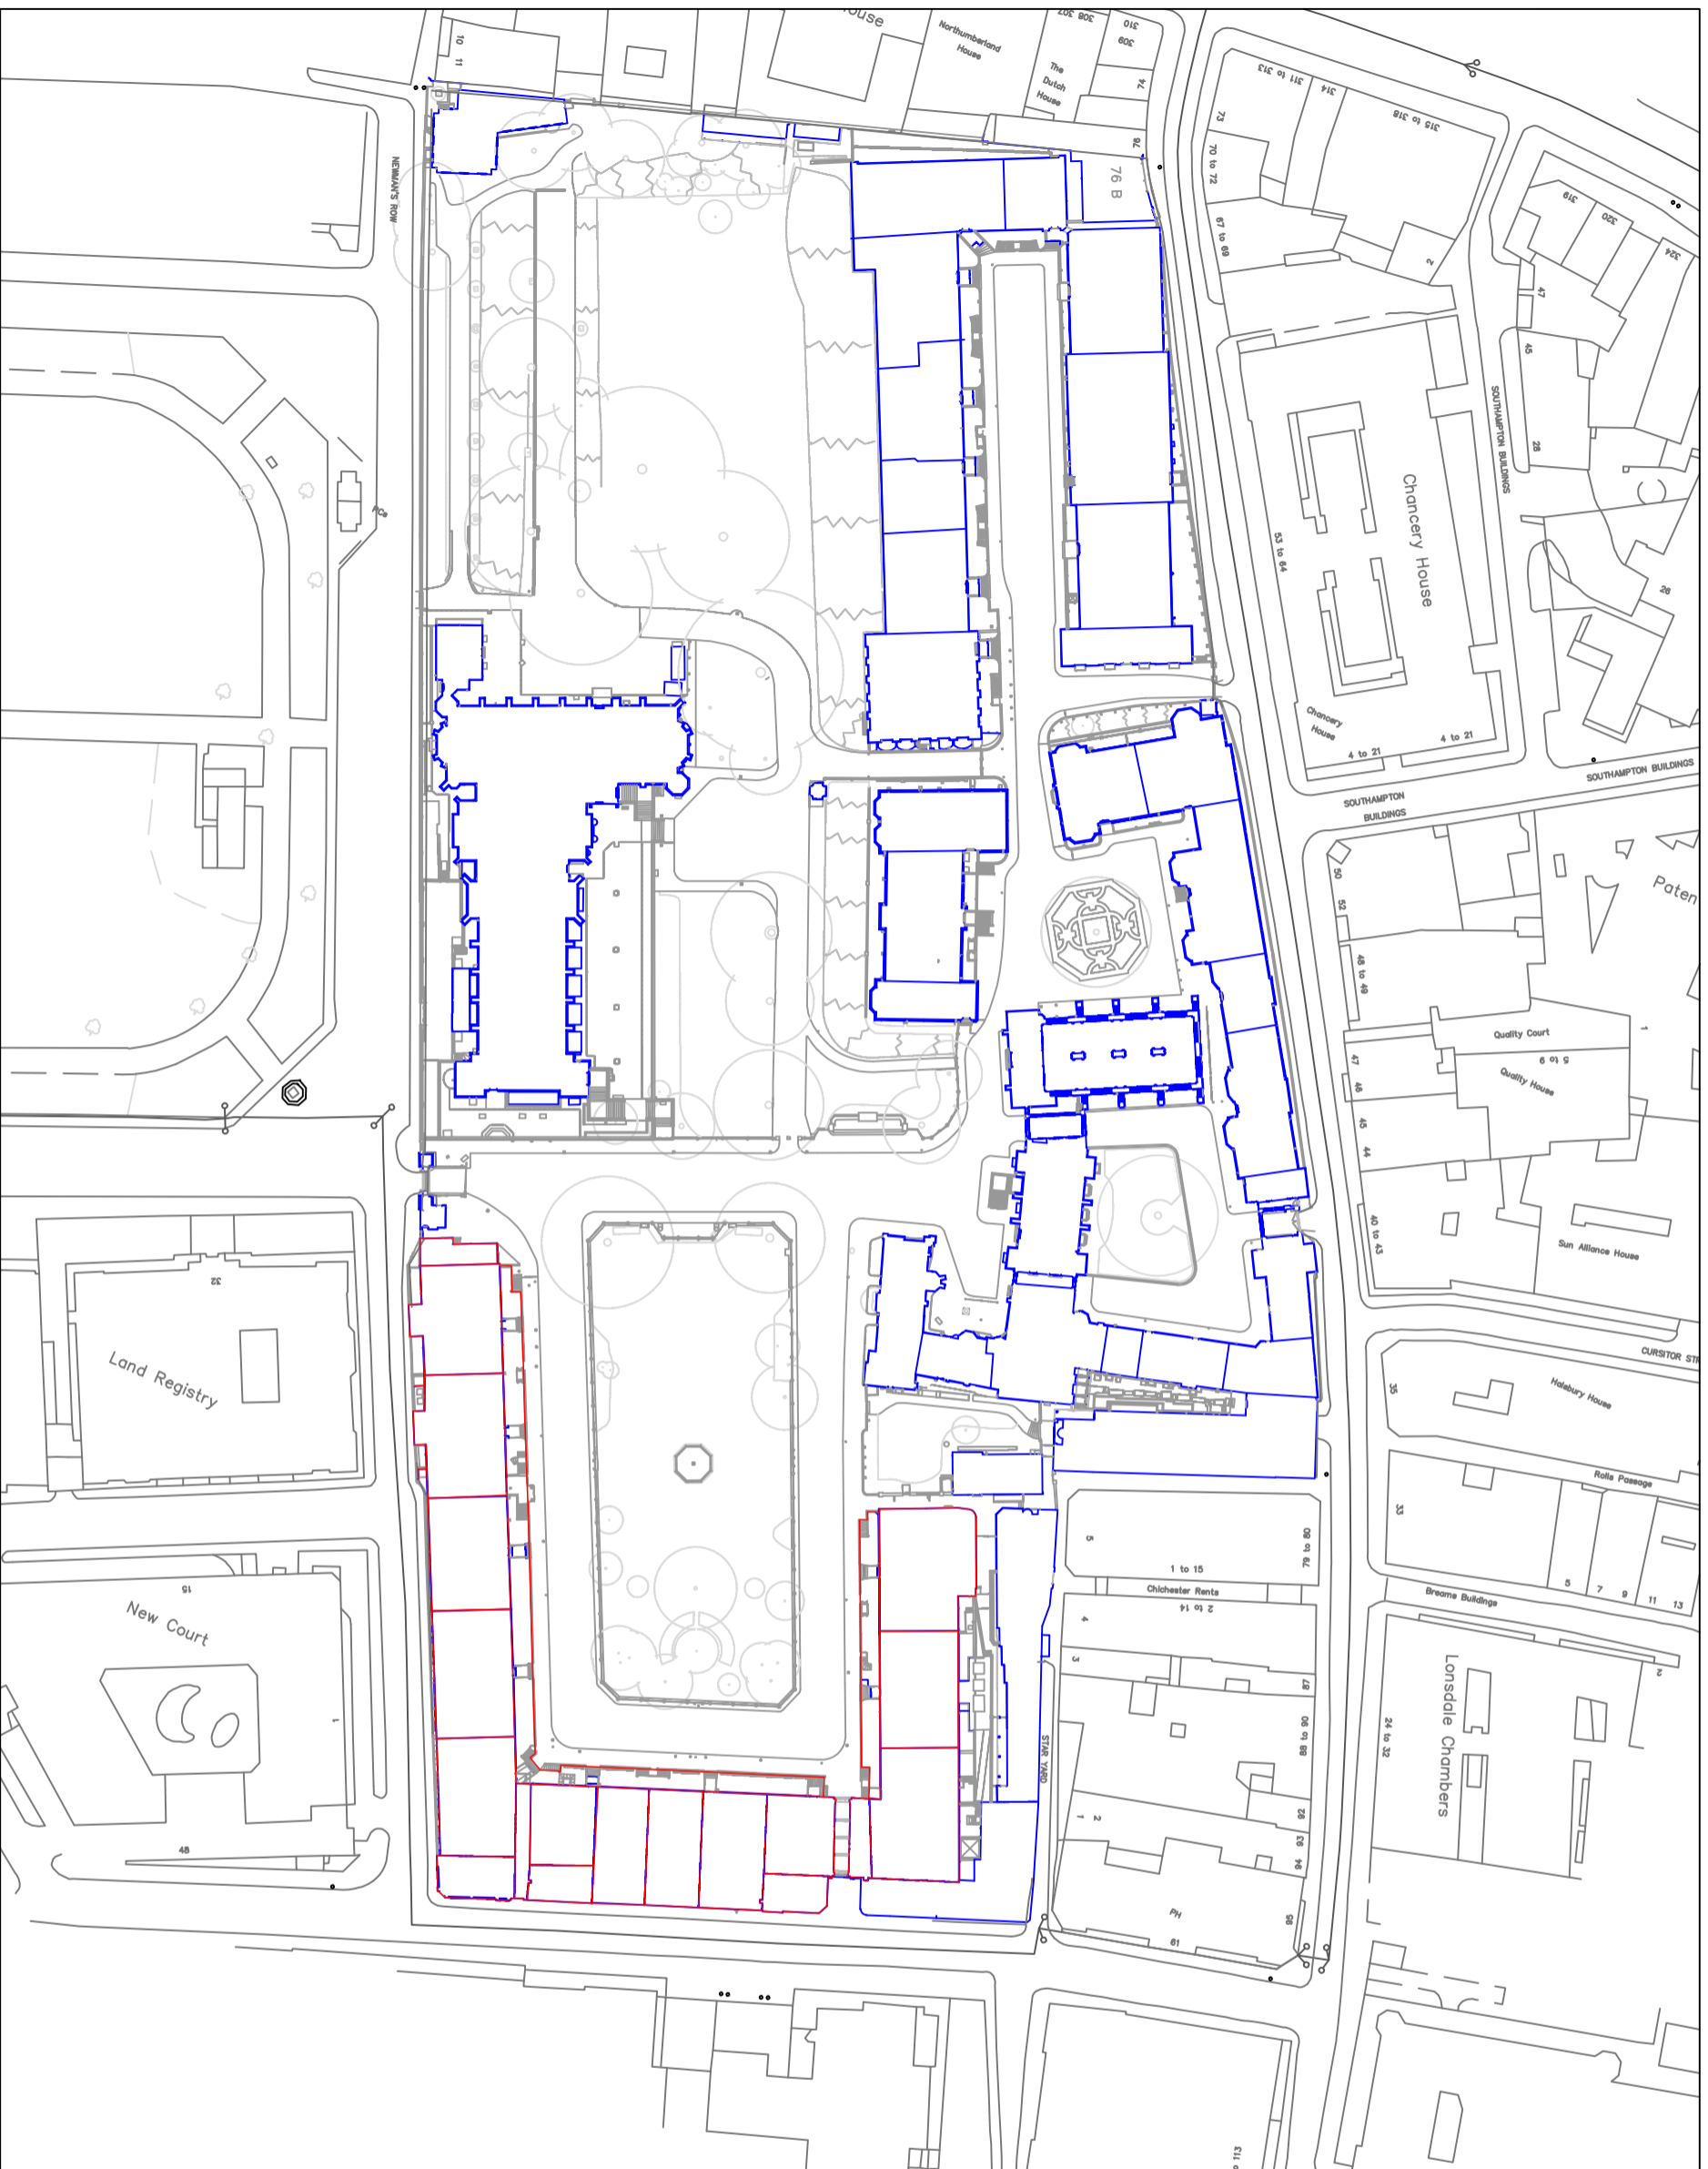 10 11
ouse
Northumberland
House
308 307
The
Dutch
House
310
309
74
76
76 B
NEWMAN'S ROW
311 to 313
314
315 to 318
73
70 to 72
67 to 69
2
319
320
324
47
45
28
SOUTHAMPTON BUILDINGS
26
Chancery House
53 to 64
Chancery
House
4 to 21
4 to 21
SOUTHAMPTON BUILDINGS
SOUTHAMPTON
BUILDINGS
PCs
50
52
48 to 49
Paten
Quality Court
1
5 to 9
Quality House
47
46
45
44
40 to 43
Sun Alliance House
CURSITOR STR
32
Land Registry
35
Halsbury House
Rolls Passage
33
5
79 to 80
1 to 15
Chichester Rents
2 to 14
4
3
87
5
7
9
11
13
Breams Buildings
2
15
New Court
1
48
STAR YARD
88 to 90
Lonsdale Chambers
24 to 32
92
93
94
1
2
95
PH
61
o 113